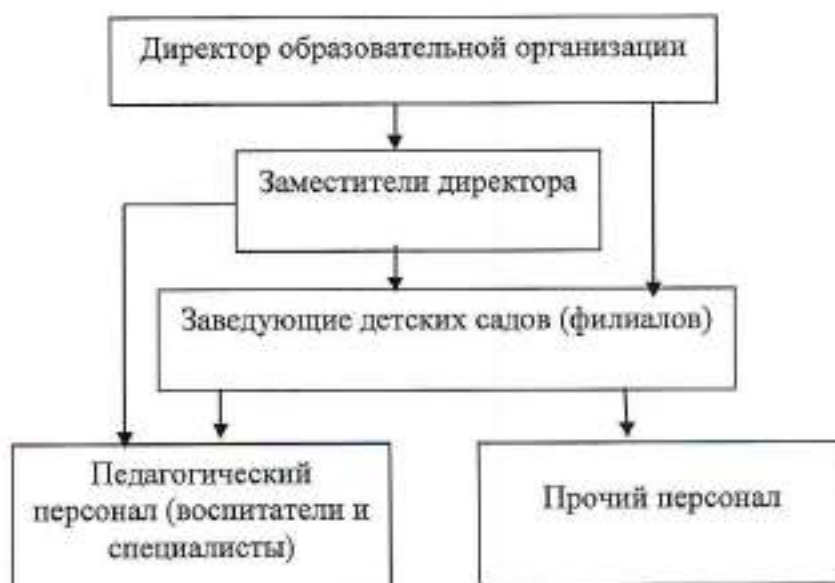 Директор образовательной организации
Заместители директора
Заведующие детских садов (филиалов)
Педагогический
персонал (воспитатели и
специалисты)
Прочий персонал